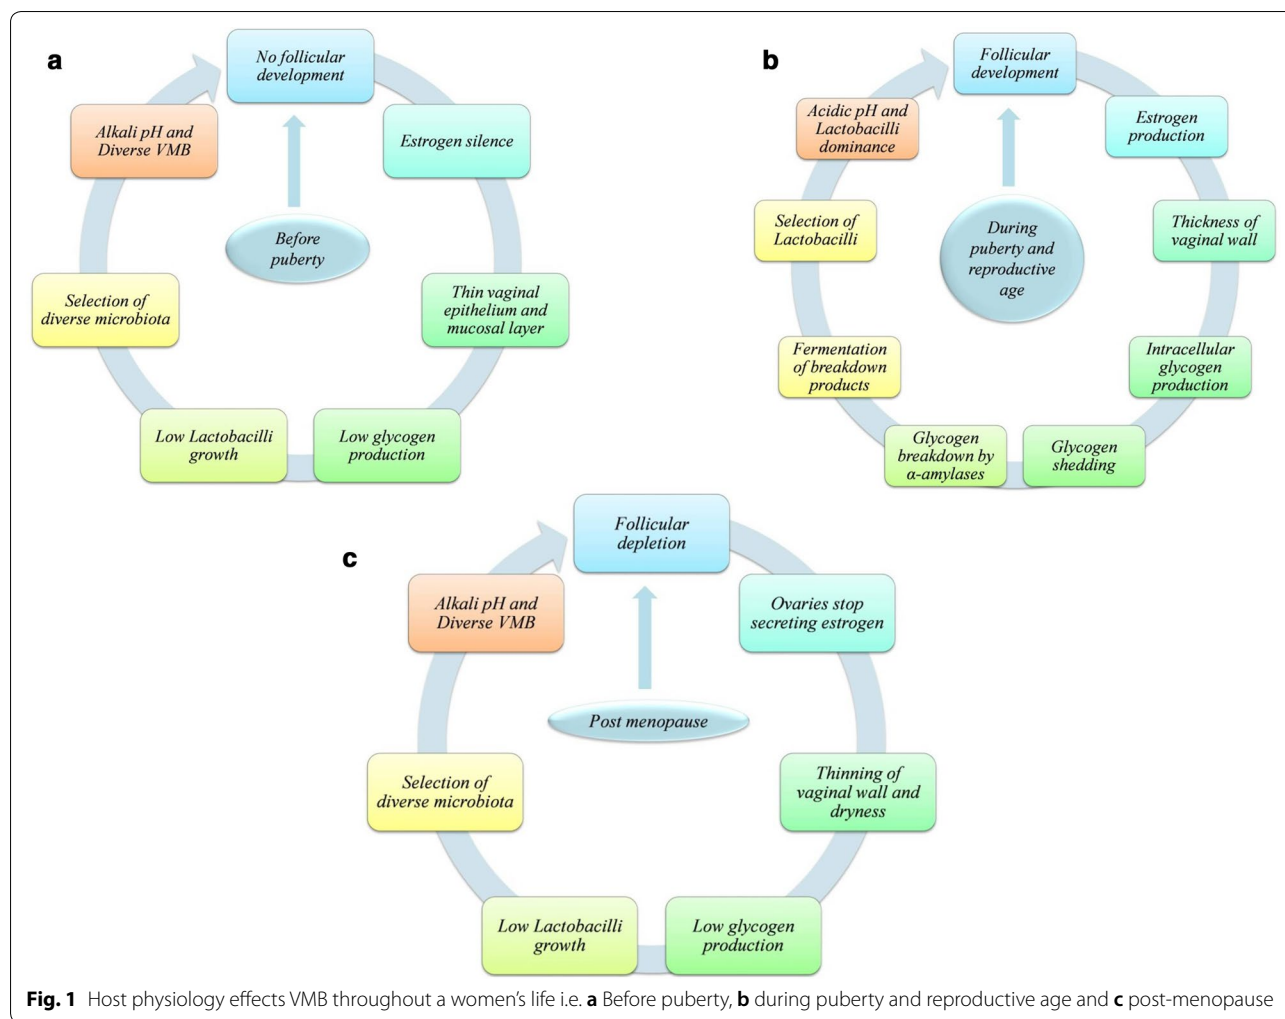 a
No follicular
development
Estrogen silence
Thin vaginal
epithelium and
mucosal layer
Low glycogen
production
Low Lactobacilli
growth
Selection of
diverse microbiota
Alkali pH and
Diverse VMB
Before
puberty
b
Follicular
development
Estrogen
production
Thickness of
vaginal wall
Intracellular
glycogen
production
Glycogen
shedding
Glycogen
breakdown by
α-amylases
Fermentation
of breakdown
products
Selection of
Lactobacilli
Acidic pH and
Lactobacilli
dominance
During
puberty and
reproductive
age
c
Follicular
depletion
Ovaries stop
secreting estrogen
Thinning of
vaginal wall and
dryness
Low glycogen
production
Low Lactobacilli
growth
Selection of
diverse microbiota
Alkali pH and
Diverse VMB
Post menopause
Fig. 1 Host physiology effects VMB throughout a women's life i.e. a Before puberty, b during puberty and reproductive age and c post-menopause